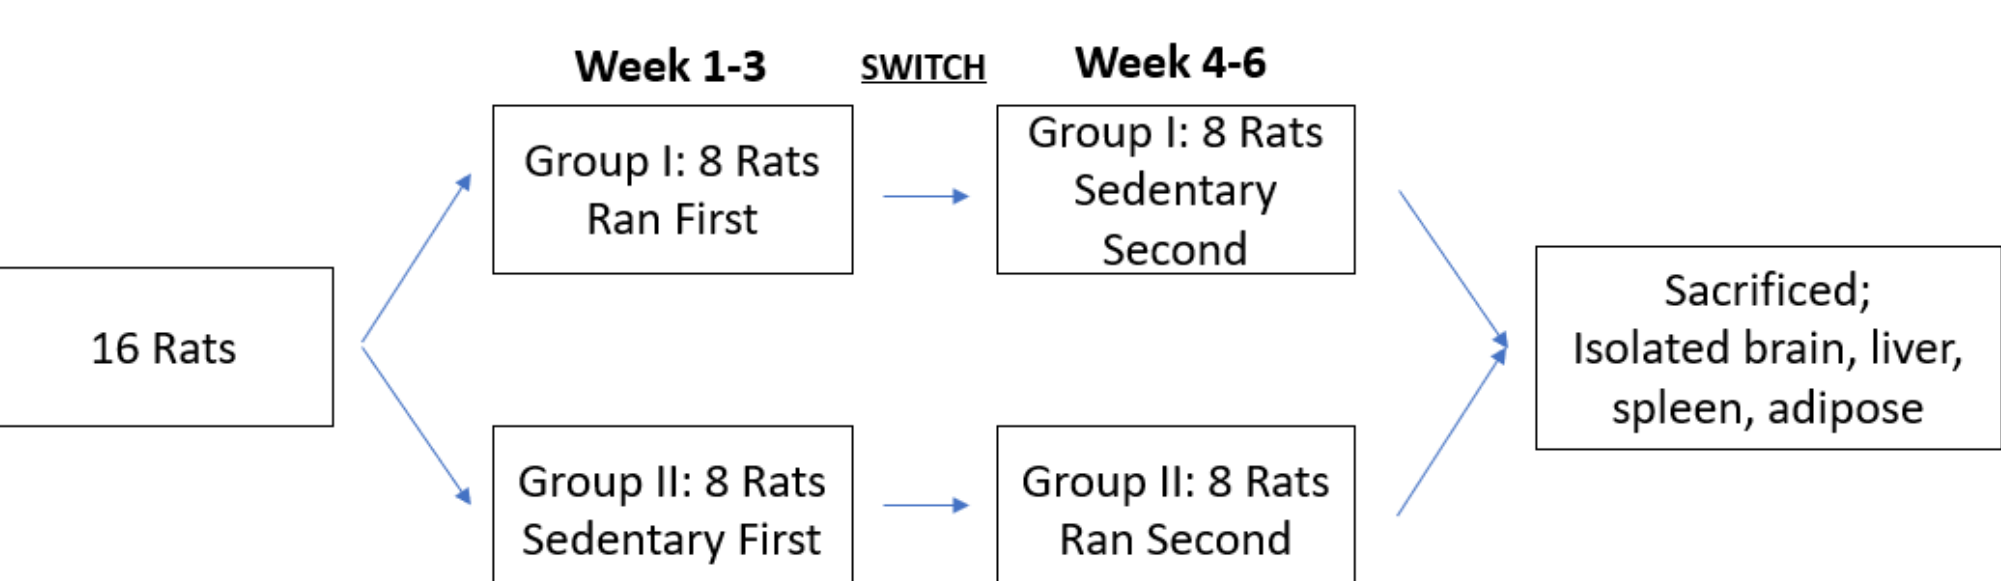 Week 1-3
SWITCH
Week 4-6
16 Rats
Group I: 8 Rats
Ran First
Group I: 8 Rats
Sedentary
Second
Group II: 8 Rats
Sedentary First
Group II: 8 Rats
Ran Second
Sacrificed;
Isolated brain, liver,
spleen, adipose